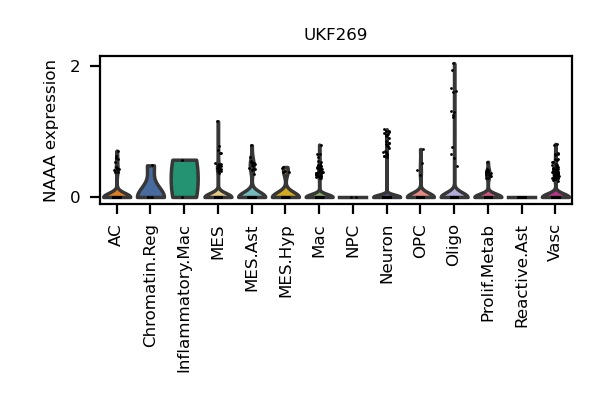 UKF269
NAAA expression
2
0
AC
Chromatin.Reg
Inflammatory.Mac
MES
MES.Ast
MES.Hyp
Mac
NPC
Neuron
OPC
Oligo
Prolif.Metab
Reactive.Ast
Vasc